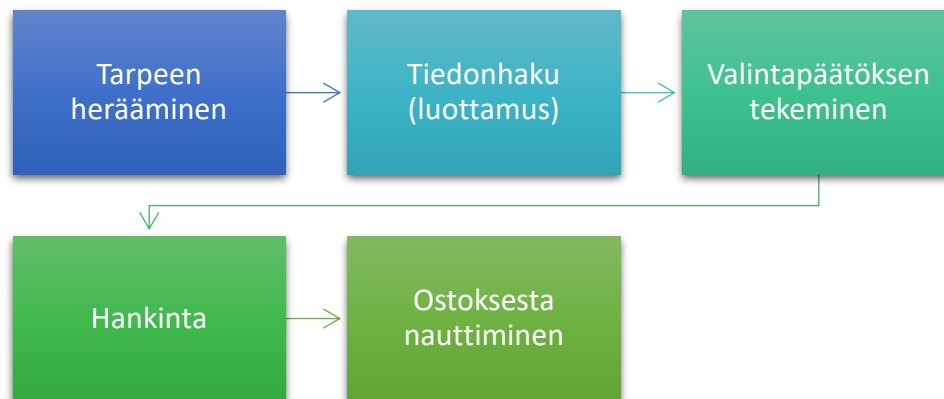 Tarpeen
herääminen
Tiedonhaku
(luottamus)
Valintapäätöksen
tekeminen
Hankinta
Ostoksesta
nauttiminen